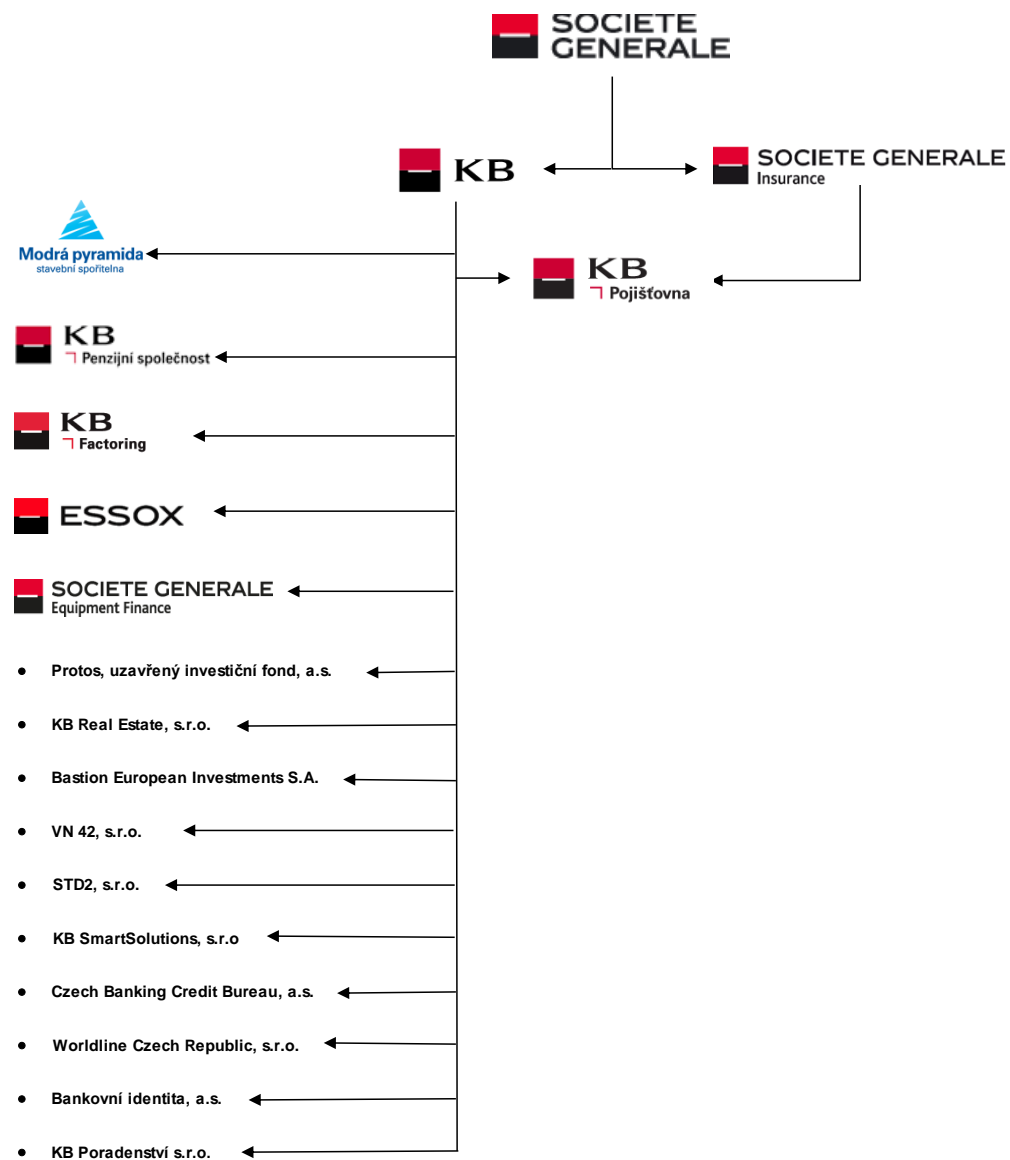 SOCIETE
GENERALE
KB
SOCIETE GENERALE
Insurance
Modrá pyramida
stavební spořitelna
KB
Pojišťovna
KB
Penzijní společnost
KB
Factoring
ESSOX
SOCIETE GENERALE
Equipment Finance
• Protos, uzavřený investiční fond, a.s.
• KB Real Estate, s.r.o.
• Bastion European Investments S.A.
• VN 42, s.r.o.
• STD2, s.r.o.
• KB SmartSolutions, s.r.o
• Czech Banking Credit Bureau, a.s.
• Worldline Czech Republic, s.r.o.
• Bankovní identita, a.s.
• KB Poradenství s.r.o.